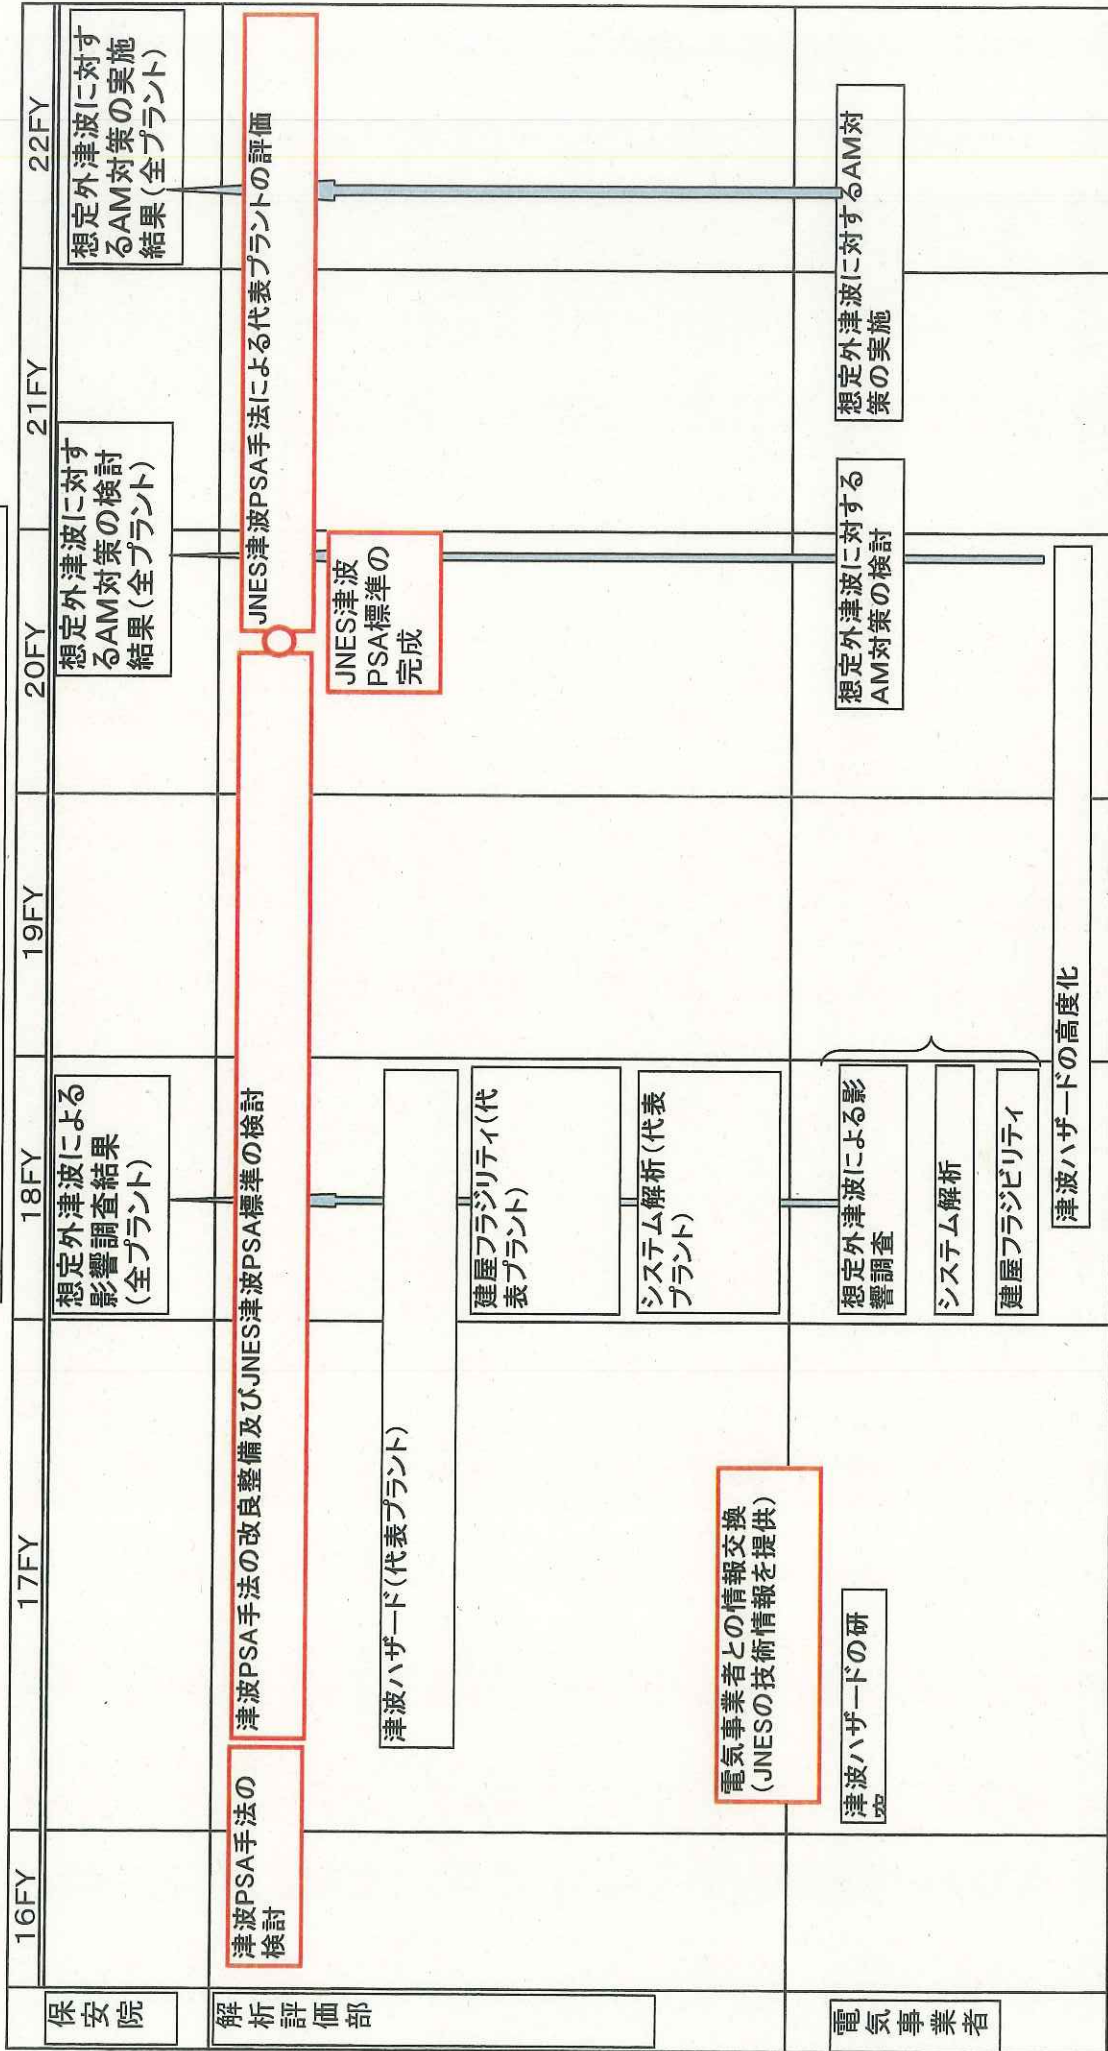 16FY
17FY
18FY
19FY
20FY
21FY
22FY
保
安
院
想定外津波による
影響調査結果
(全プラント)
想定外津波に対す
るAM対策の検討
結果(全プラント)
想定外津波に対す
るAM対策の実施
結果(全プラント)
解
析
評
価
部
津波PSA手法の
検討
津波PSA手法の改良整備及びJNES津波PSA標準の検討
JNES津波PSA手法による代表プラントの評価
JNES津波
PSA標準の
完成
津波ハザード(代表プラント)
建屋フラジリティ(代
表プラント)
システム解析(代表
プラント)
電気事業者との情報交換
(JNESの技術情報を提供)
電
気
事
業
者
津波ハザードの研
究
想定外津波による影
響調査
システム解析
建屋フラジビリティ
津波ハザードの高度化
想定外津波に対する
AM対策の検討
想定外津波に対するAM対
策の実施